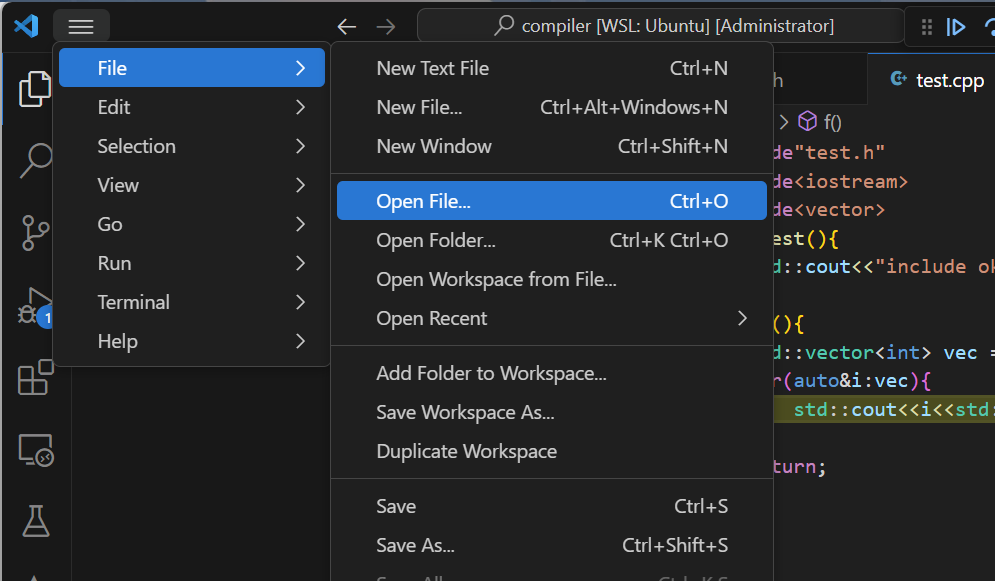 compiler [WSL: Ubuntu] [Administrator]
File
Edit
Selection
View
Go
Run
Terminal
Help
1
New Text File Ctrl+N
New File... Ctrl+Alt+Windows+N
New Window Ctrl+Shift+N
Open File... Ctrl+O
Open Folder... Ctrl+K Ctrl+O
Open Workspace from File...
Open Recent
Add Folder to Workspace...
Save Workspace As...
Duplicate Workspace
Save Ctrl+S
Save As... Ctrl+Shift+S
h
test.cpp
f()
de"test.h"
de<iostream>
de<vector>
est(){
d::cout<<"include ok
(){
d::vector<int> vec =
r(auto&i:vec){
std::cout<<i<<std:
turn;